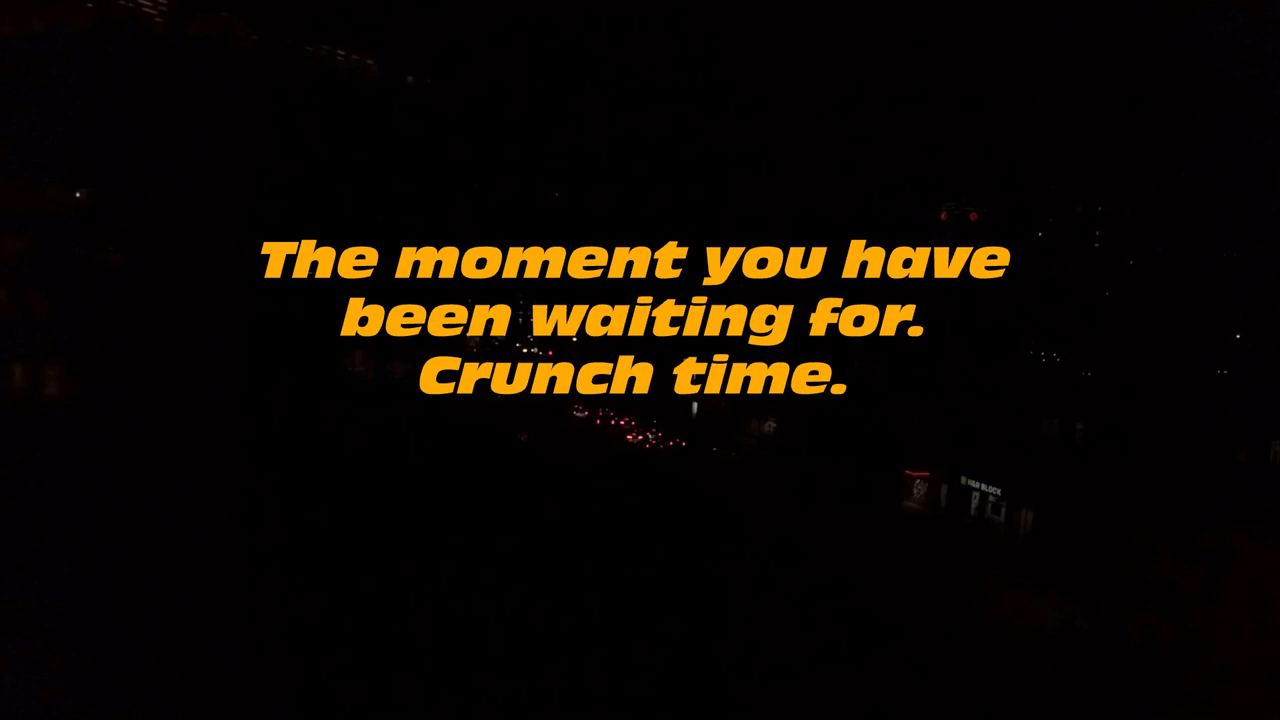 The moment you have
been waiting for.
Crunch time.
H&R BLOCK